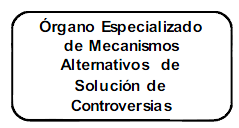 Órgano Especializado
de Mecanismos
Alternativos de
Solución de
Controversias